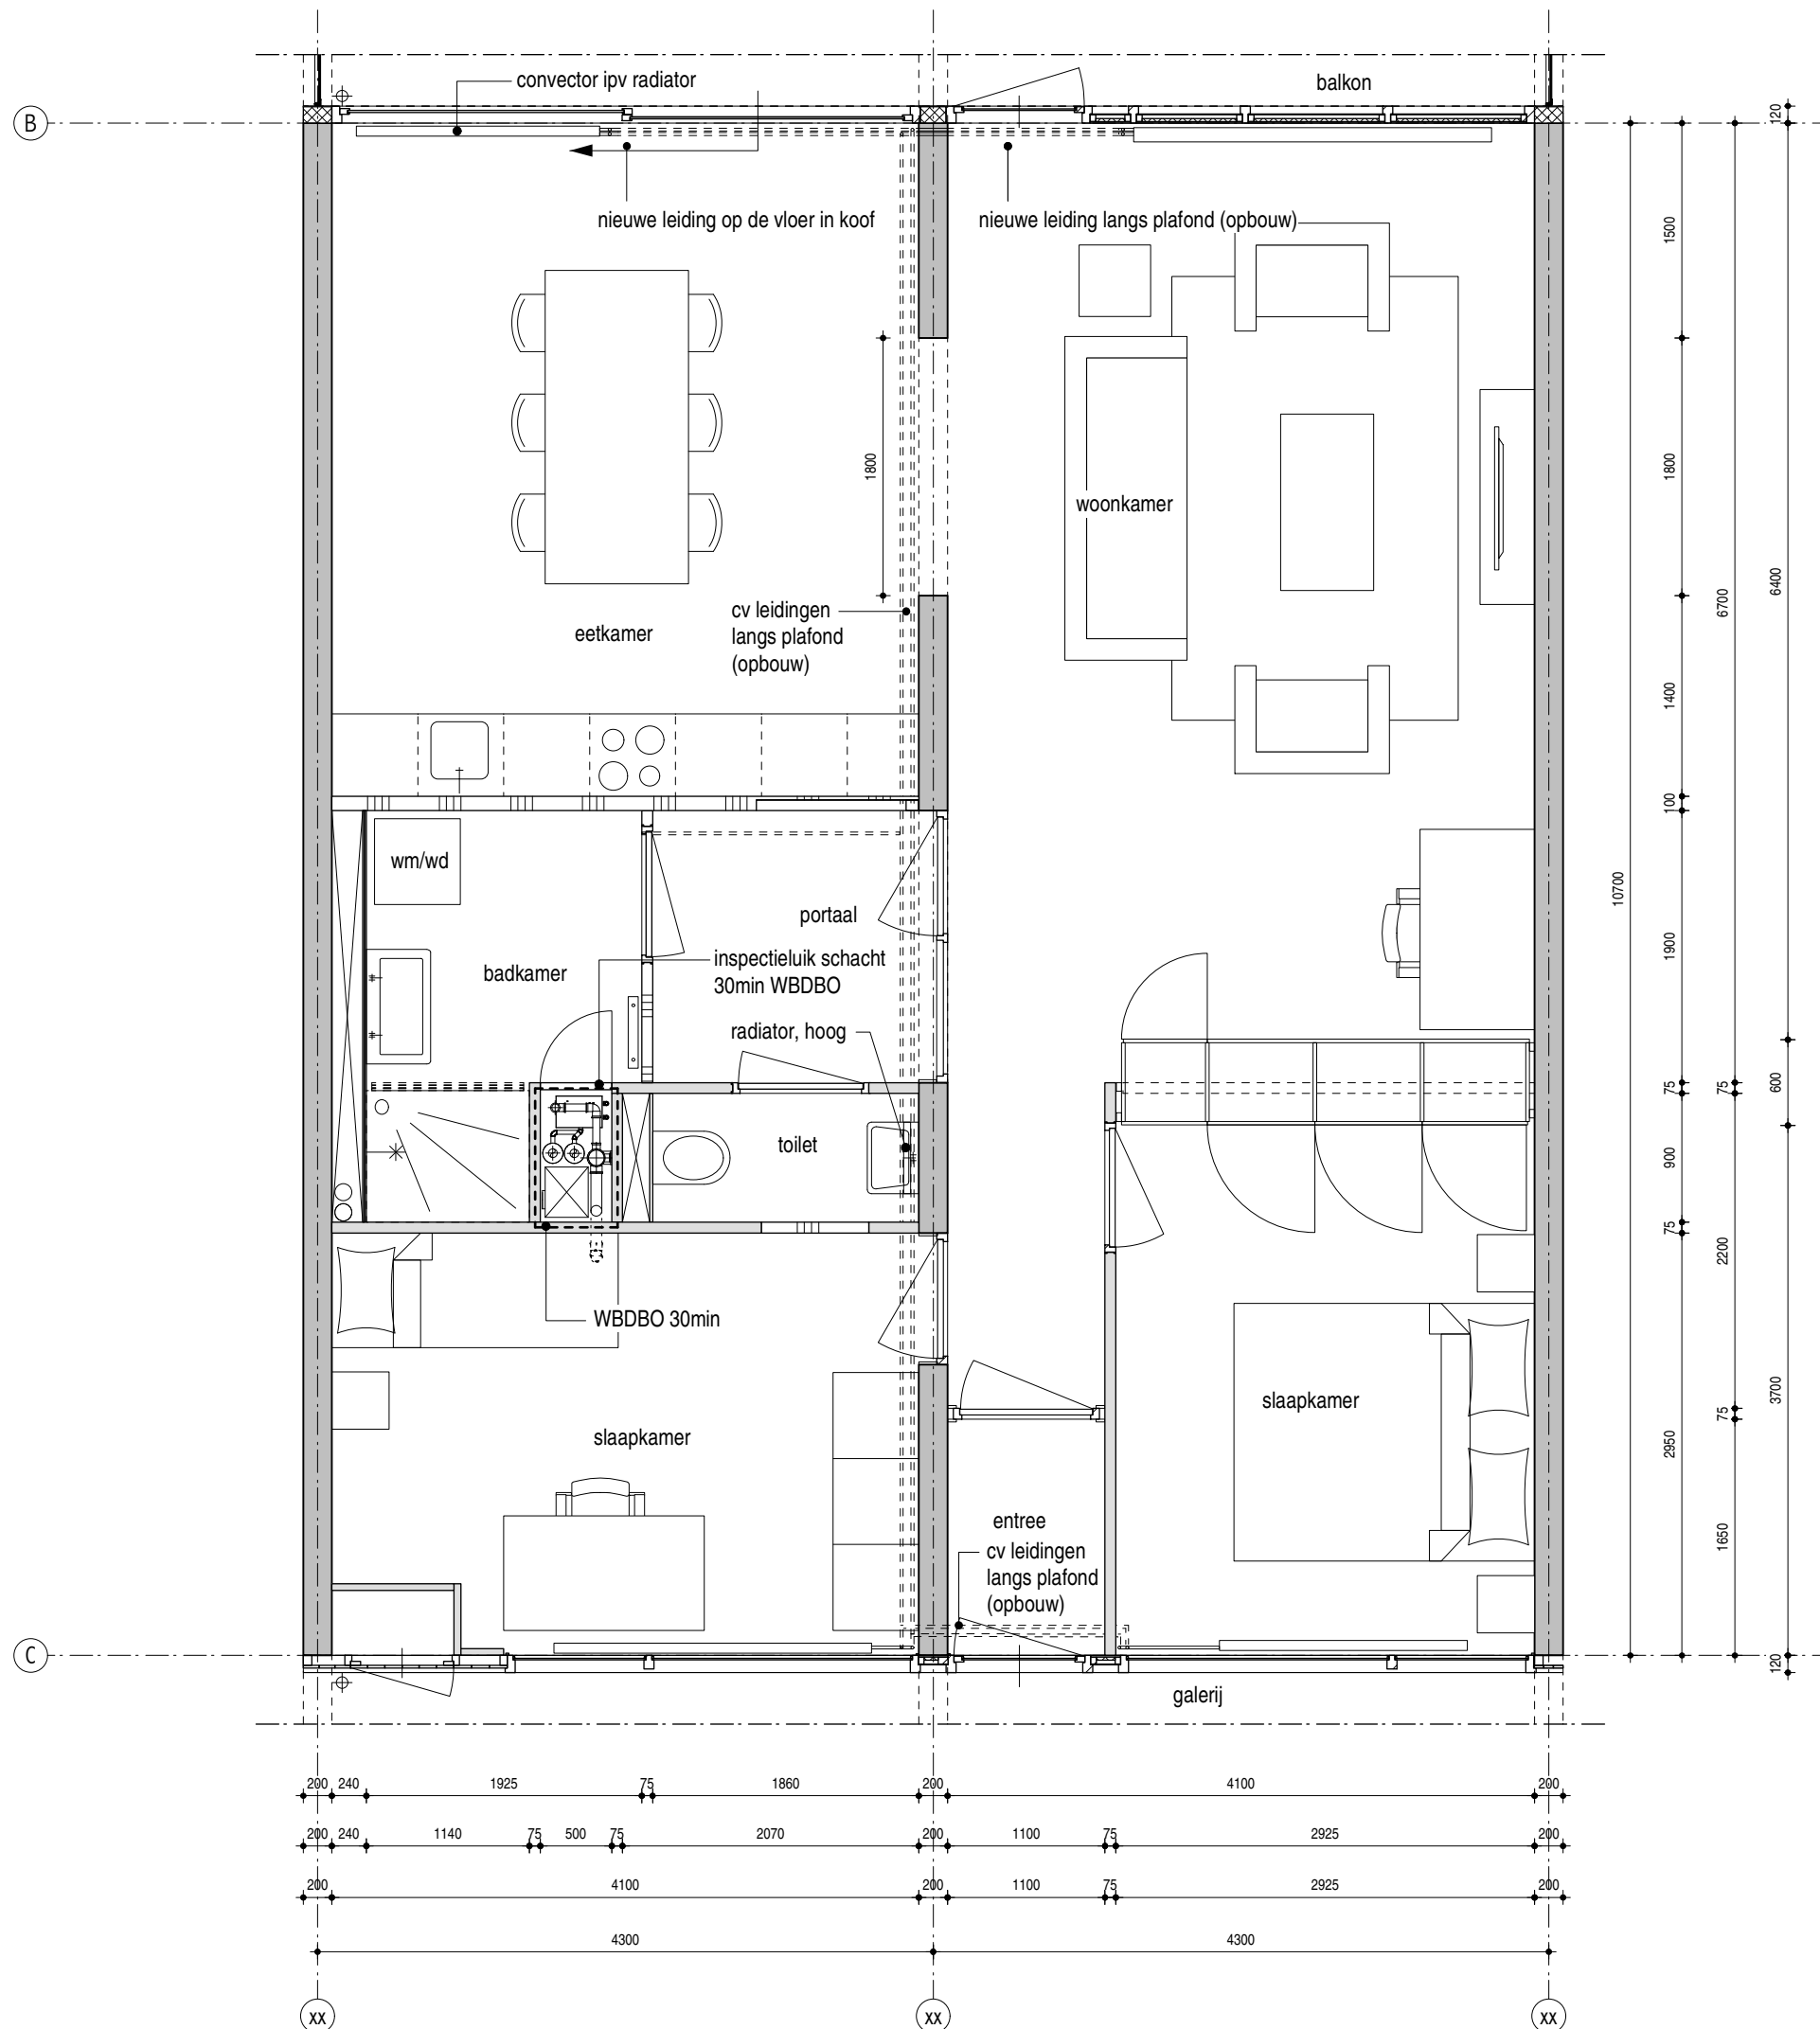 convector ipv radiator
balkon
B
nieuwe leiding op de vloer in koof
nieuwe leiding langs plafond (opbouw)
1800
woonkamer
cv leidingen
langs plafond
(opbouw)
eetkamer
wm/wd
portaal
badkamer
inspectieluik schacht
30min WBDBO
radiator, hoog
toilet
WBDBO 30min
slaapkamer
slaapkamer
entree
cv leidingen
langs plafond
(opbouw)
C
galerij
10700
1500
1800
1400
100
1900
75
900
75
2950
6700
75
2200
75
1650
120
6400
600
3700
120
200 240 1925 75 1860 200 4100 200
200 240 1140 75 500 75 2070 200 1100 75 2925 200
200 4100 200 1100 75 2925 200
4300 4300
xx xx xx